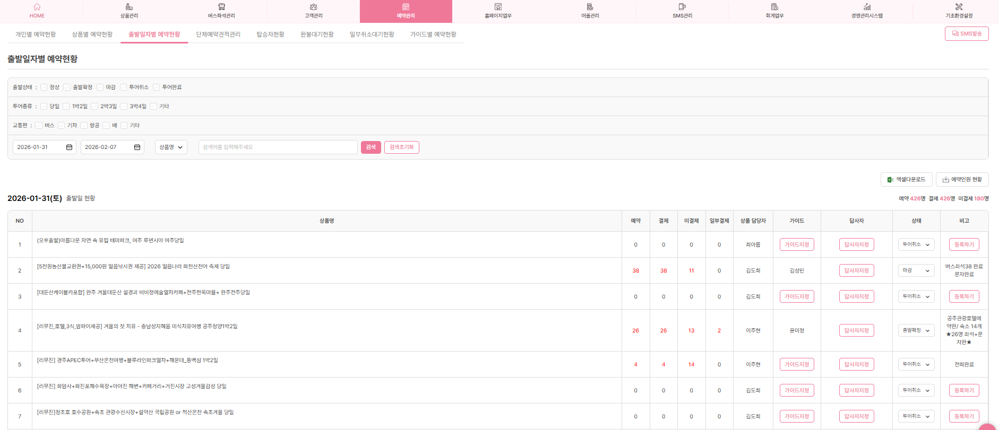 HOME
상품관리
버스좌석관리
고객관리
예약관리
홈페이지업무
어플관리
SMS관리
회계업무
경영관리시스템
기초환경설정
개인별 예약현황 상품별 예약현황 출발일자별 예약현황 단체예약견적관리 탑승자현황 환불대기현황 일부취소대기현황 가이드별 예약현황
SMS발송
출발일자별 예약현황
출발상태 : 정상 출발확정 마감 투어취소 투어완료
투어종류 : 당일 1박2일 2박3일 3박4일 기타
교통편 : 버스 기차 항공 배 기타
2026-01-31 2026-02-07 상품명 검색어를 입력해주세요 검색 검색초기화
엑셀다운로드 예약인원 현황
2026-01-31(토) 출발일 현황
예약 426명 결제 426명 미결제 180명
NO 상품명 예약 결제 미결제 일부결제 상품 담당자 가이드 답사자 상태 비고
1 (오후출발)아름다운 자연 속 유럽 테마파크, 여주 루덴시아 여주당일 0 0 0 0 최아름 가이드지정 답사자지정 투어취소 등록하기
2 [5천원농산물교환권+15,000원 얼음낚시권 제공] 2026 얼음나라 화천산천어 축제 당일 38 38 11 0 김도희 김성민 답사자지정 마감 버스좌석38 완료
문자완료
3 [대둔산케이블카포함] 완주 겨울대둔산 설경과 비비정예술열차카페+전주한옥마을+ 완주전주당일 0 0 0 0 김도희 가이드지정 답사자지정 투어취소 등록하기
4 [리무진,호텔,3식,밤파이제공] 겨울의 첫 치유 - 충남성지혜윰 미식치유여행 공주청양1박2일 26 26 13 2 이주현 윤미정 답사자지정 출발확정 공주관광호텔예
약완/ 숙소 14개
★26명 좌석+문
자완★
5 [리무진] 경주APEC투어+부산온천여행+블루라인파크열차+해운대_동백섬 1박2일 4 4 14 0 이주현 가이드지정 답사자지정 투어취소 전화완료
6 [리무진] 화암사+화진포해수욕장+아야진 해변+카페거리+거진시장 고성겨울감성 당일 0 0 0 0 김도희 가이드지정 답사자지정 투어취소 등록하기
7 [리무진]청초호 호수공원+속초 관광수산시장+설악산 국립공원 or 척산온천 속초겨울 당일 0 0 0 0 김도희 가이드지정 답사자지정 투어취소 등록하기